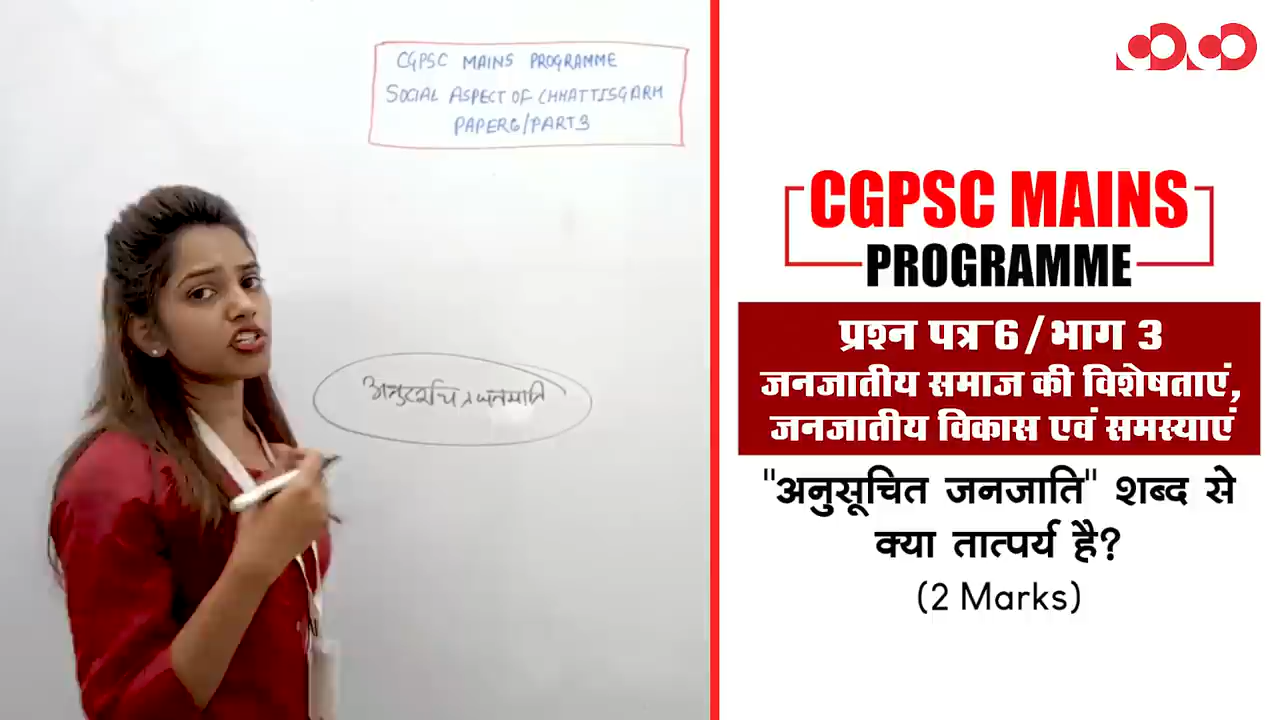 CGPSC MAINS PROGRAMME
SOCIAL ASPECT OF CHHATTISGARH
PAPER6/PART3
अनुसूचित जनजाति
CGPSC MAINS
PROGRAMME
प्रश्न पत्र 6 / भाग 3
जनजातीय समाज की विशेषताएं,
जनजातीय विकास एवं समस्याएं
"अनुसूचित जनजाति" शब्द से
क्या तात्पर्य है?
(2 Marks)